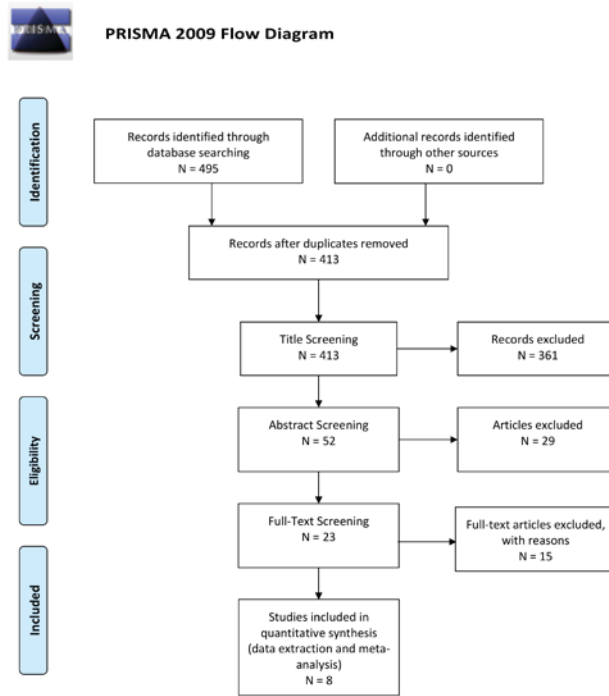 PRISMA
PRISMA 2009 Flow Diagram
Identification
Records identified through
database searching
N = 495
Additional records identified
through other sources
N = 0
Records after duplicates removed
N = 413
Screening
Title Screening
N = 413
Records excluded
N = 361
Eligibility
Abstract Screening
N = 52
Articles excluded
N = 29
Full-Text Screening
N = 23
Full-text articles excluded,
with reasons
N = 15
Included
Studies included in
quantitative synthesis
(data extraction and meta-
analysis)
N = 8